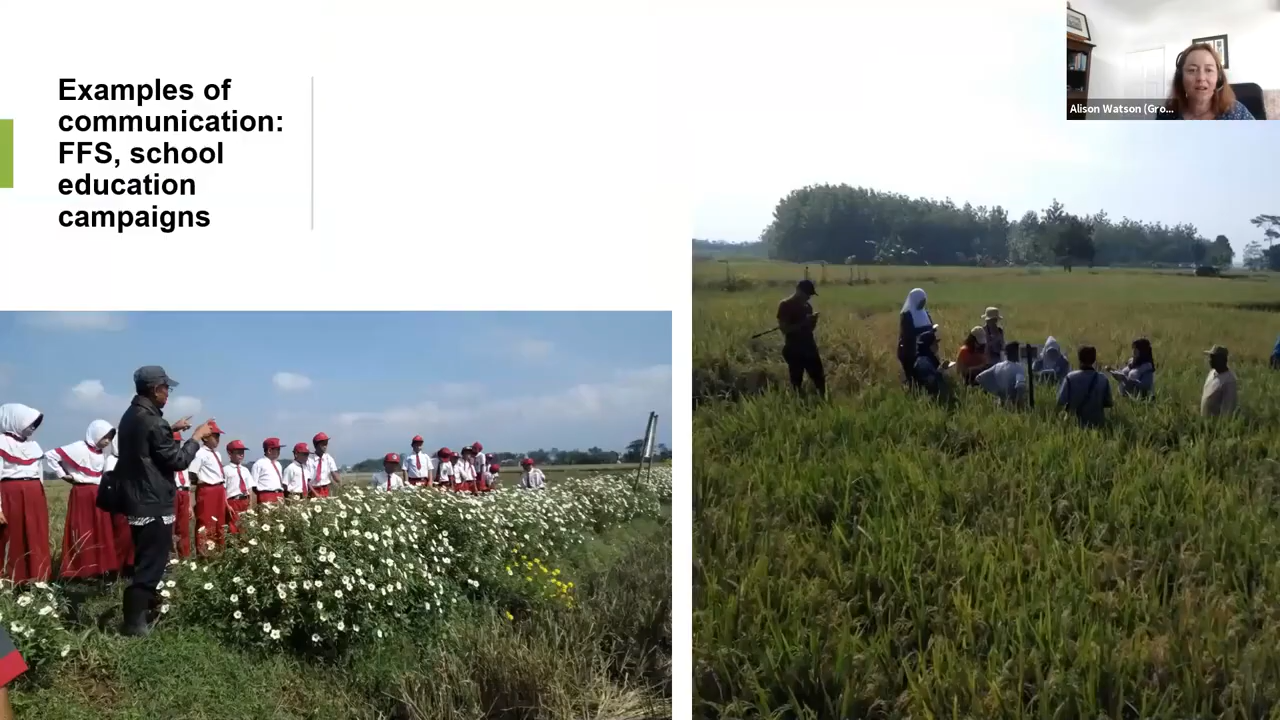 Examples of
communication:
FFS, school
education
campaigns
Alison Watson (Gro...